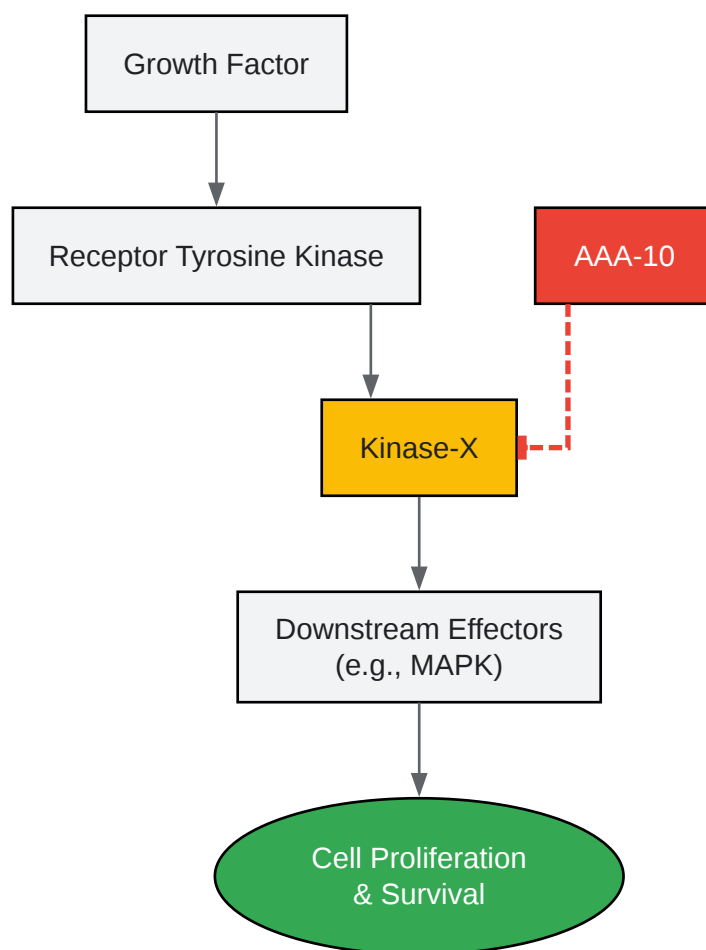 Growth Factor
Receptor Tyrosine Kinase
AAA-10
Kinase-X
Downstream Effectors
(e.g., MAPK)
Cell Proliferation
& Survival